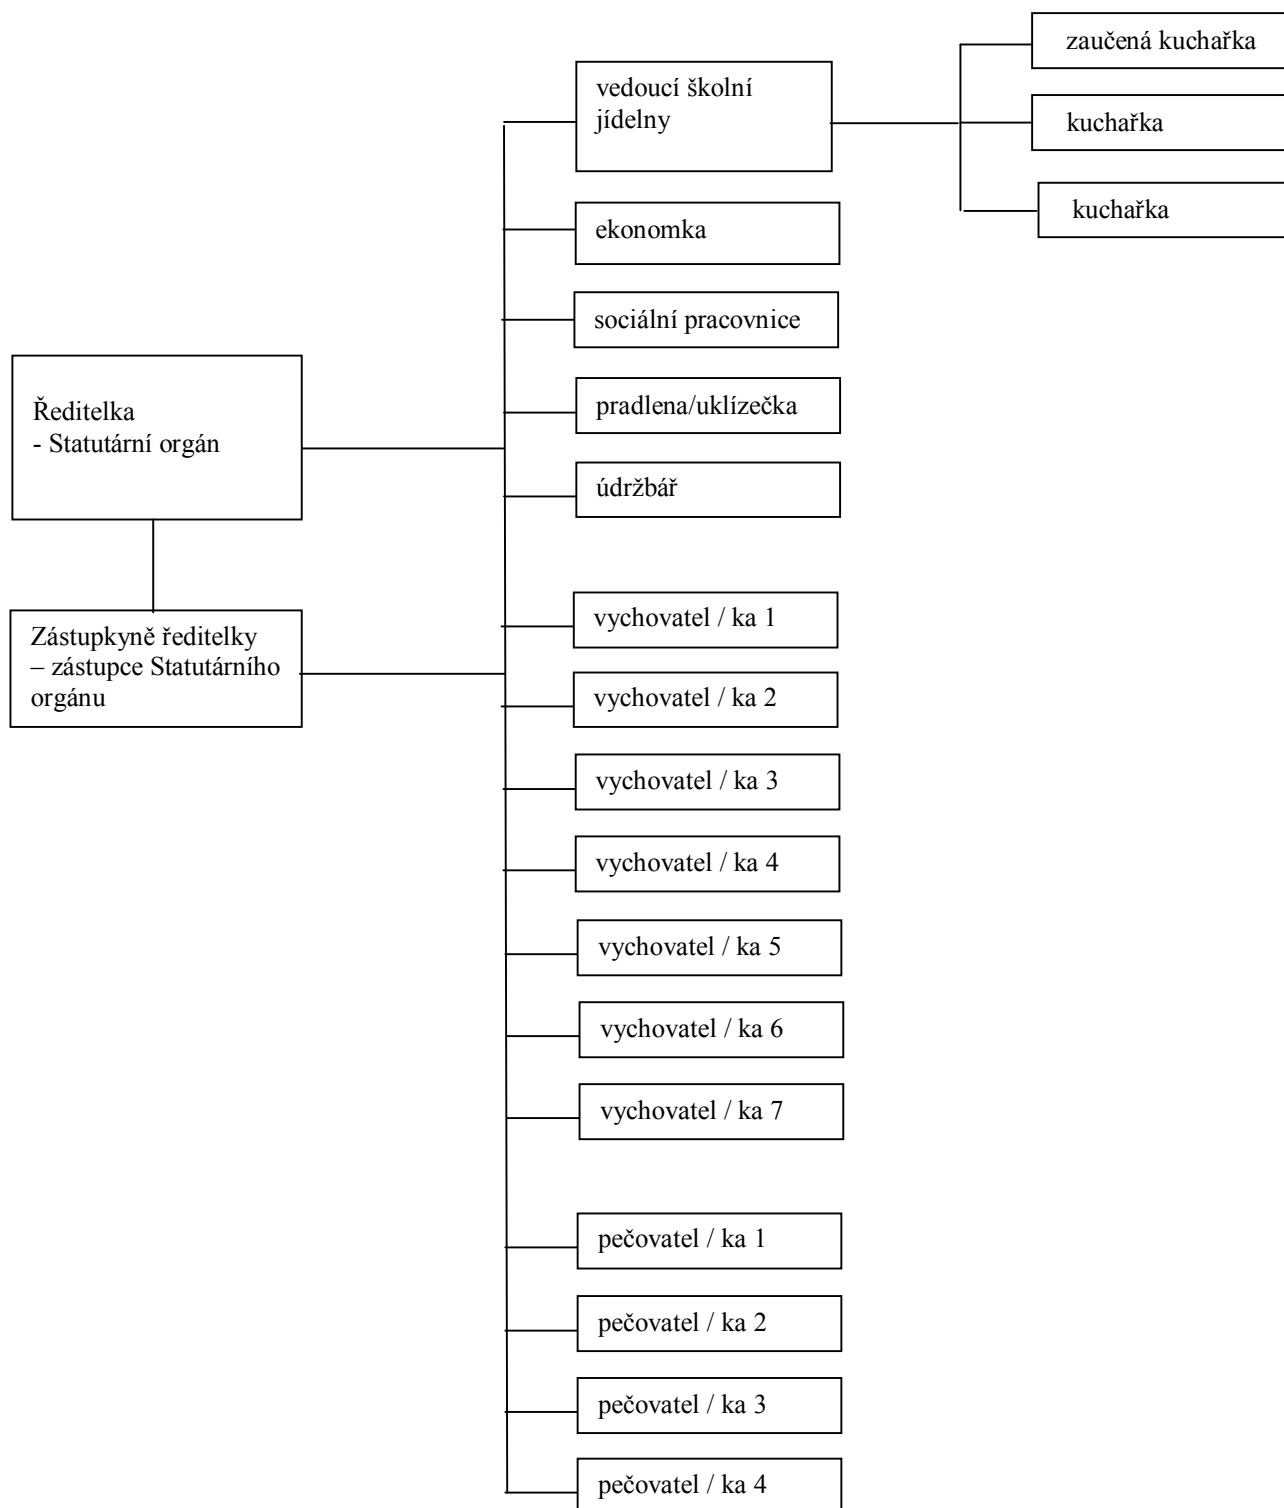 Ředitelka
- Statutární orgán
Zástupkyně ředitelky
– zástupce Statutárního
orgánu
vedoucí školní
jídelny
zaučená kuchařka
kuchařka
kuchařka
ekonomka
sociální pracovnice
pradlena/uklízečka
údržbář
vychovatel / ka 1
vychovatel / ka 2
vychovatel / ka 3
vychovatel / ka 4
vychovatel / ka 5
vychovatel / ka 6
vychovatel / ka 7
pečovatel / ka 1
pečovatel / ka 2
pečovatel / ka 3
pečovatel / ka 4